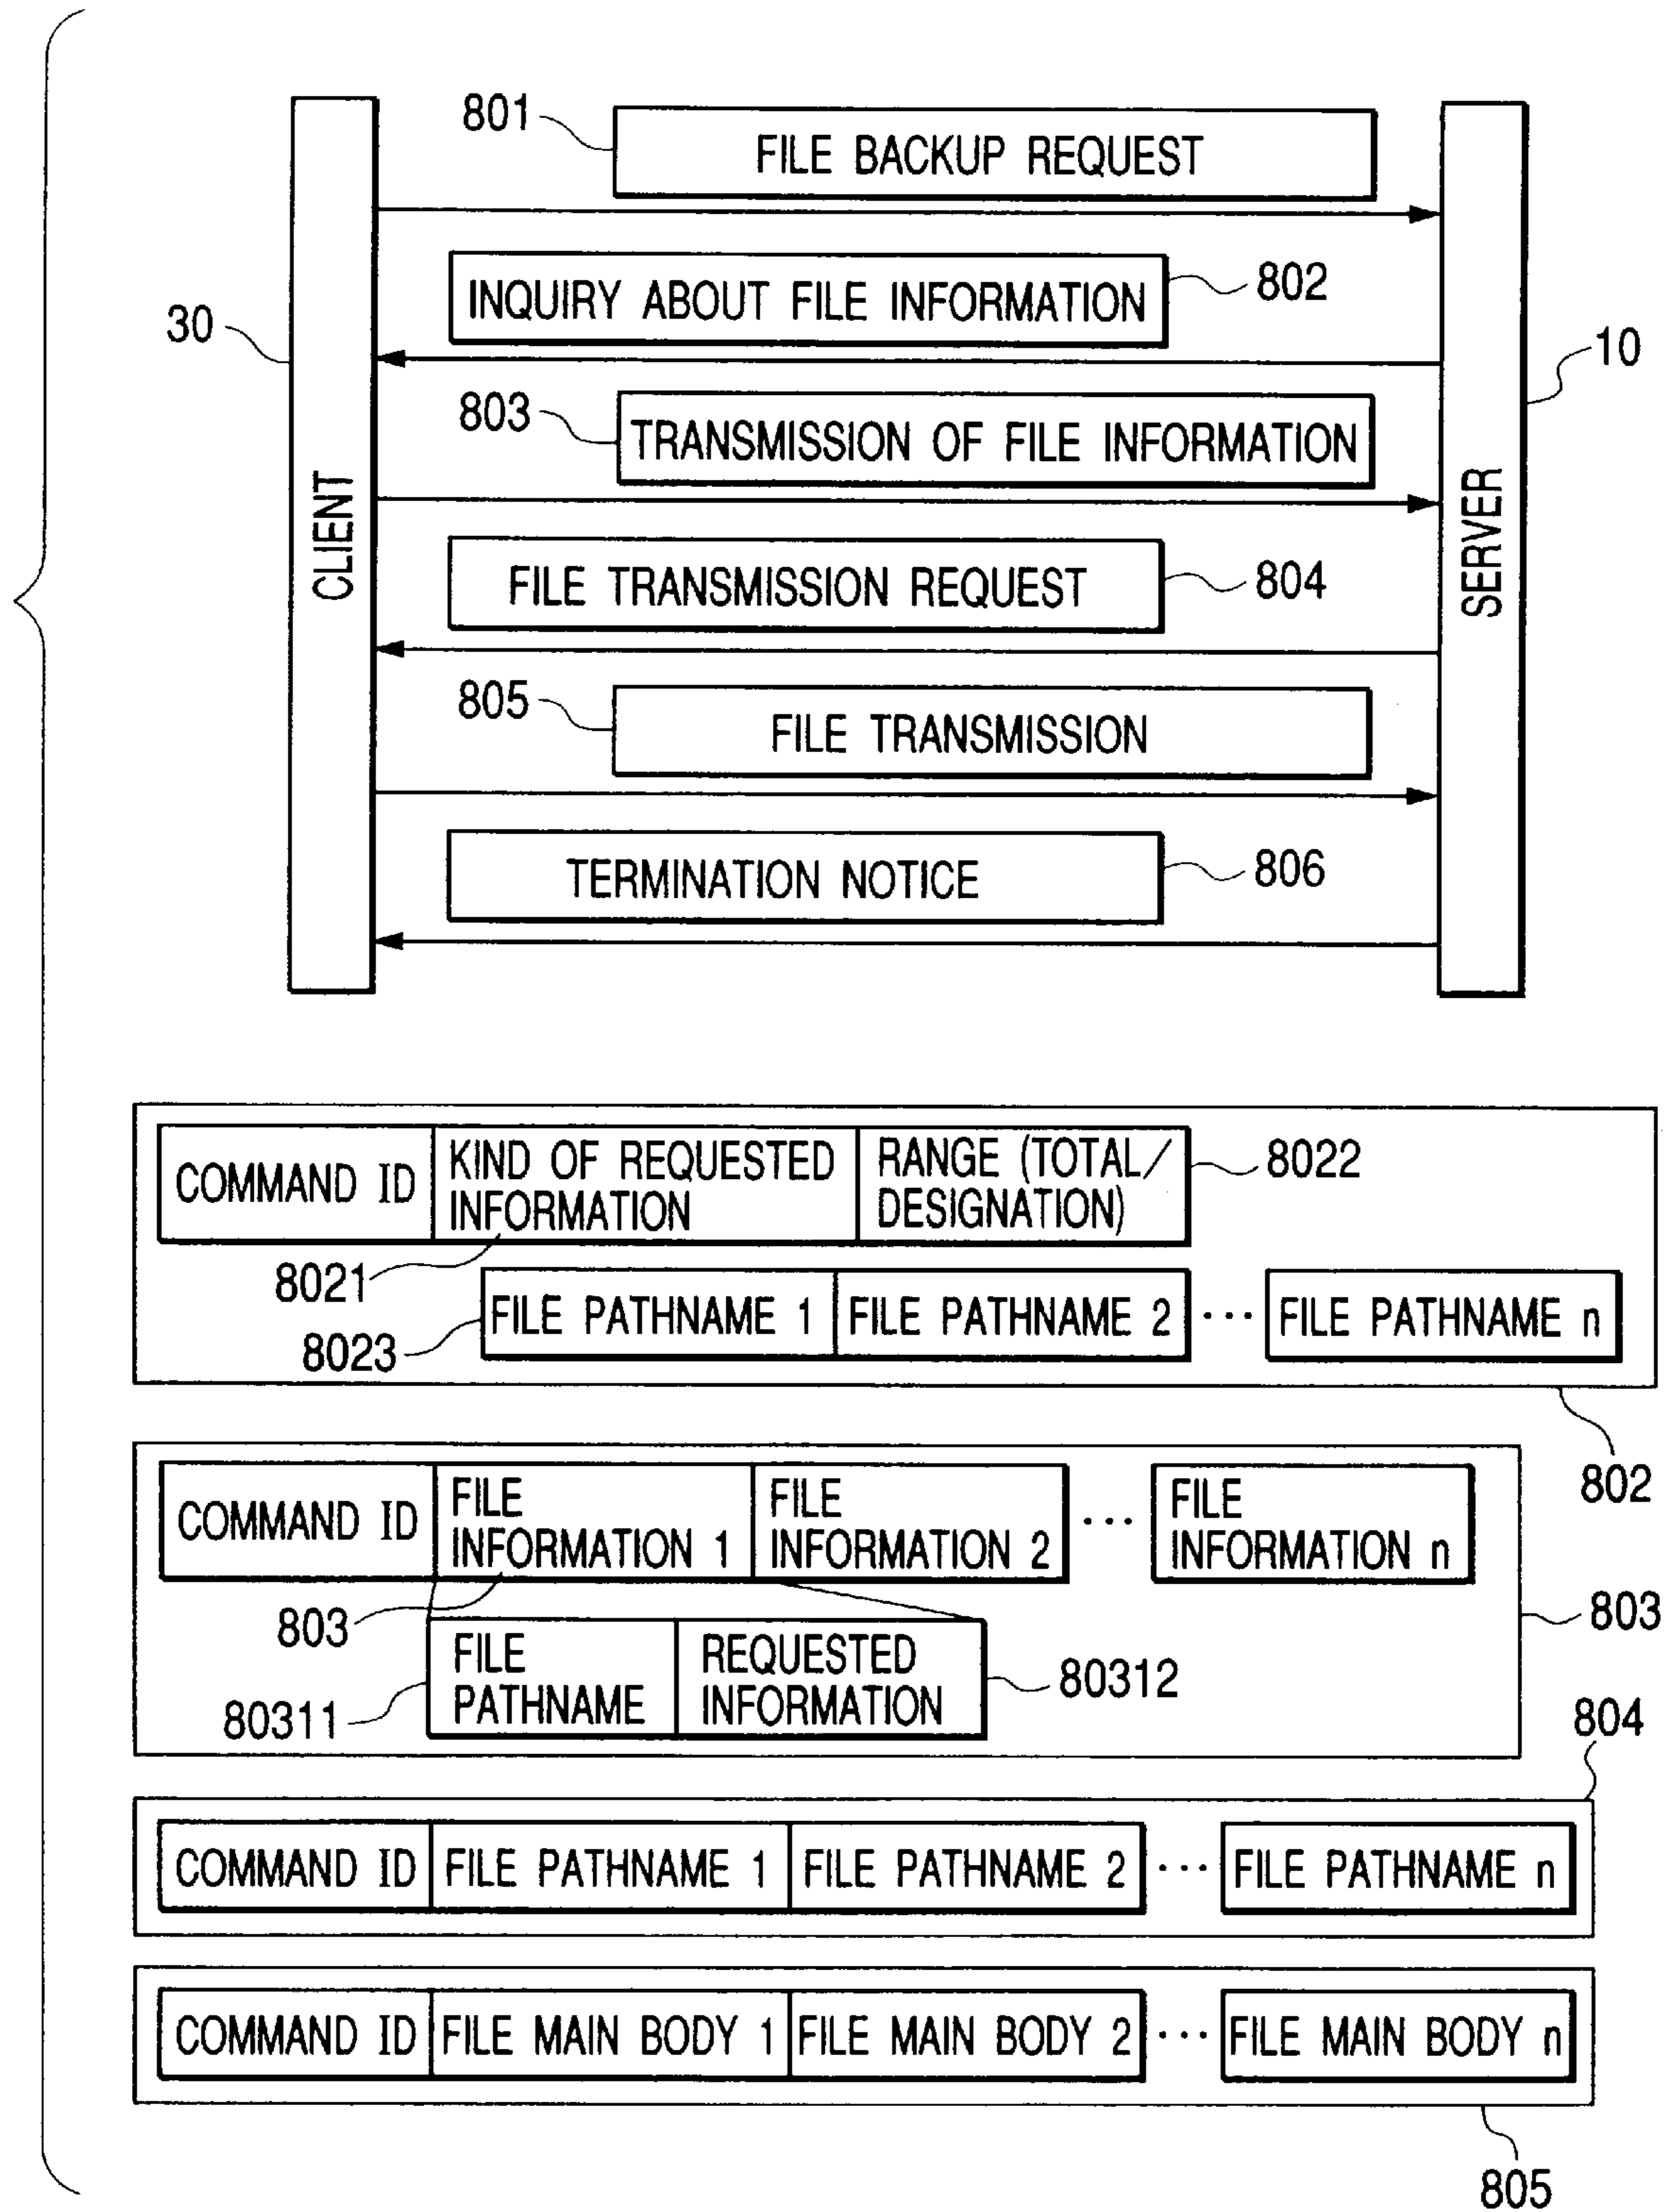 801
FILE BACKUP REQUEST
INQUIRY ABOUT FILE INFORMATION
802
30
10
803
TRANSMISSION OF FILE INFORMATION
CLIENT
SERVER
FILE TRANSMISSION REQUEST
804
805
FILE TRANSMISSION
TERMINATION NOTICE
806
COMMAND ID
KIND OF REQUESTED
INFORMATION
RANGE (TOTAL/
DESIGNATION)
8022
8021
FILE PATHNAME 1
FILE PATHNAME 2
...
FILE PATHNAME n
8023
802
COMMAND ID
FILE
INFORMATION 1
FILE
INFORMATION 2
...
FILE
INFORMATION n
803
803
FILE
PATHNAME
REQUESTED
INFORMATION
80311
80312
804
COMMAND ID
FILE PATHNAME 1
FILE PATHNAME 2
...
FILE PATHNAME n
COMMAND ID
FILE MAIN BODY 1
FILE MAIN BODY 2
...
FILE MAIN BODY n
805